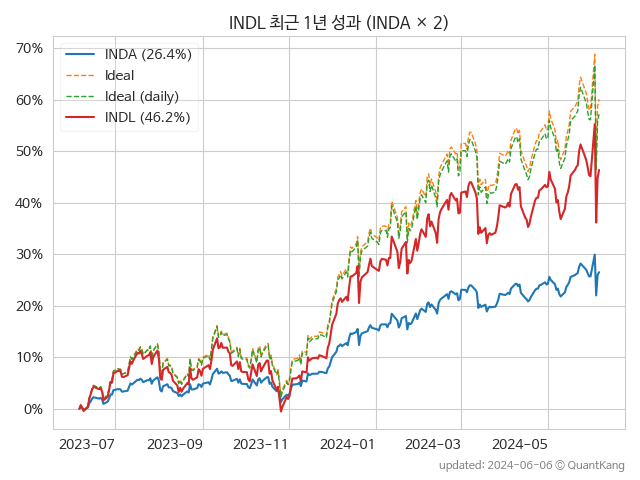 INDL 최근 1년 성과 (INDA × 2)
70%
60%
50%
40%
30%
20%
10%
0%
INDA (26.4%)
Ideal
Ideal (daily)
INDL (46.2%)
2023-07
2023-09
2023-11
2024-01
2024-03
2024-05
updated: 2024-06-06 ⓒ QuantKang